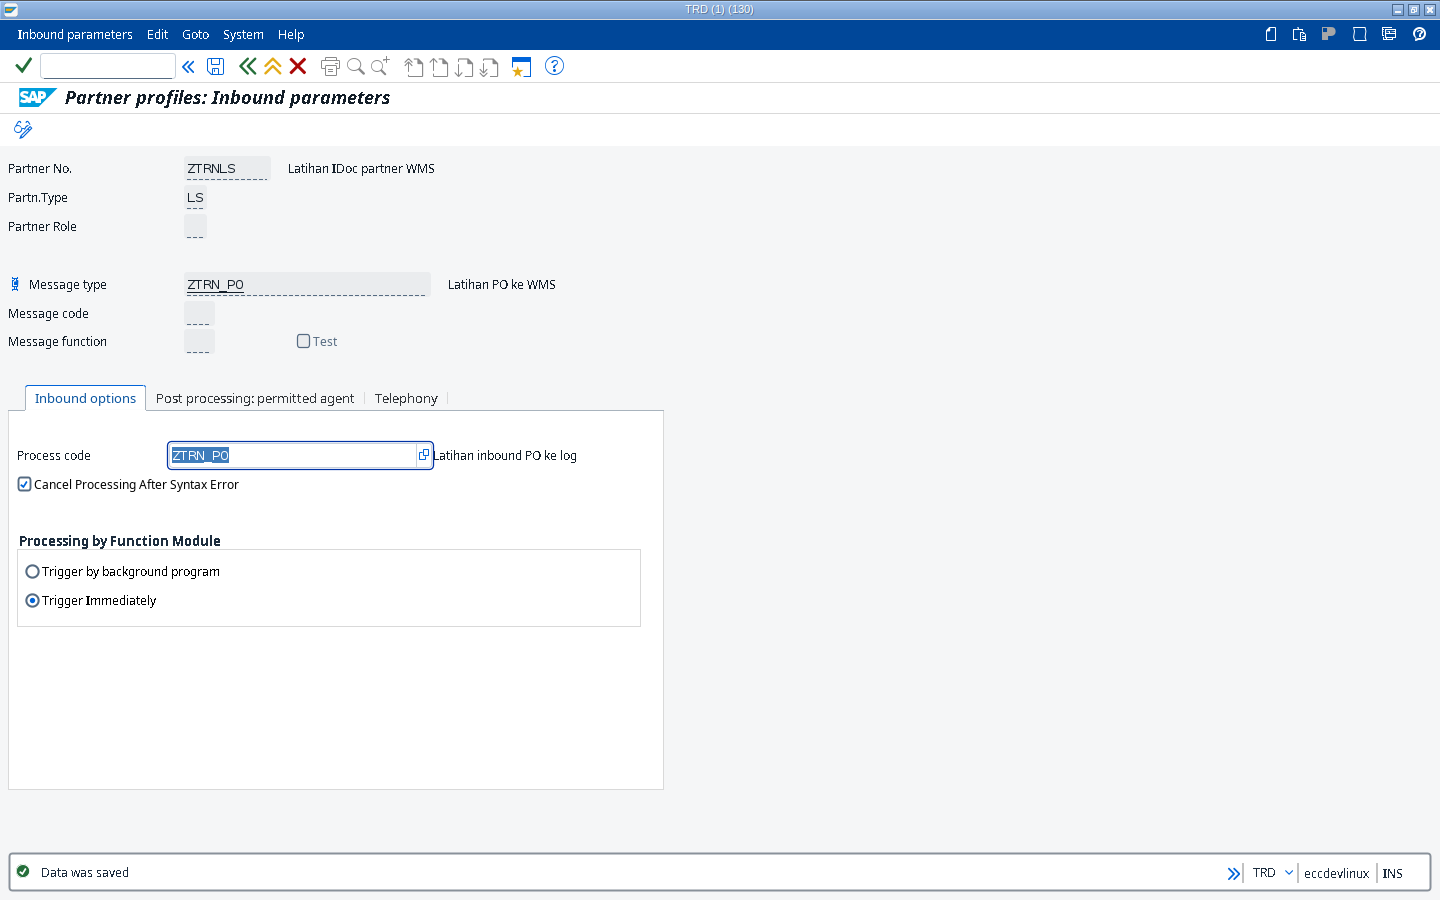 TRD (1) (130)
Inbound parameters Edit Goto System Help
SAP Partner profiles: Inbound parameters
Partner No. ZTRNLS Latihan IDoc partner WMS
Partn.Type LS
Partner Role
Message type ZTRN_PO Latihan PO ke WMS
Message code
Message function Test
Inbound options Post processing: permitted agent Telephony
Process code ZTRN_PO Latihan inbound PO ke log
Cancel Processing After Syntax Error
Processing by Function Module
Trigger by background program
Trigger Immediately
Data was saved TRD eccdevlinux INS